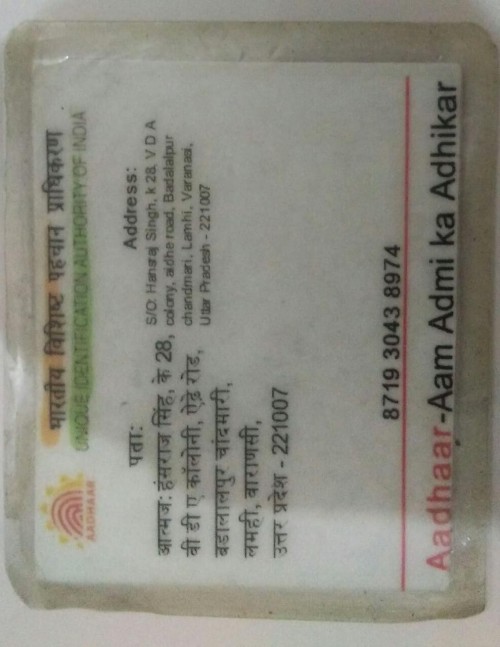 भारतीय विशिष्ट पहचान प्राधिकरण
UNIQUE IDENTIFICATION AUTHORITY OF INDIA
AADHAAR
पता:
आत्मज: हंसराज सिंह, के 28,
वी डी ए कॉलोनी, ऐढ़े रोड,
बडालालपुर चांदमारी,
लमही, वाराणसी,
उत्तर प्रदेश - 221007
Address:
S/O: Hansraj Singh, k 28, V D A
colony, aidhe road, Badalalpur
chandmari, Lamhi, Varanasi,
Uttar Pradesh - 221007
8719 3043 8974
Aadhaar-Aam Admi ka Adhikar